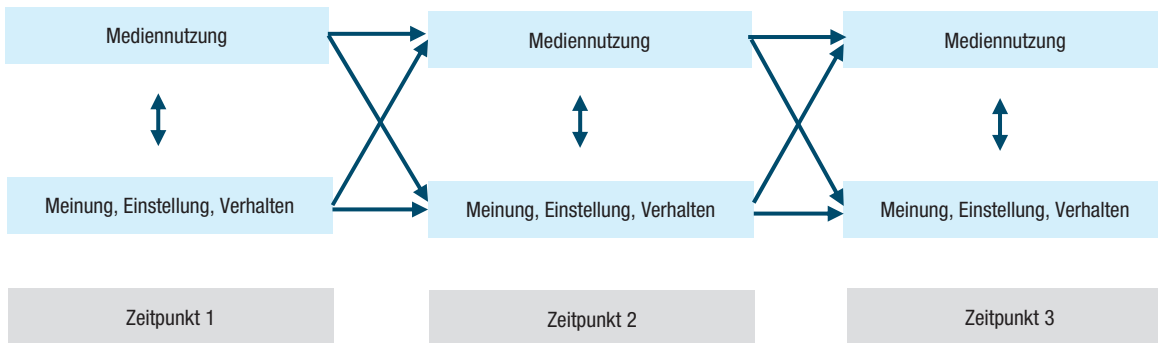 Mediennutzung
Mediennutzung
Mediennutzung
Meinung, Einstellung, Verhalten
Meinung, Einstellung, Verhalten
Meinung, Einstellung, Verhalten
Zeitpunkt 1
Zeitpunkt 2
Zeitpunkt 3